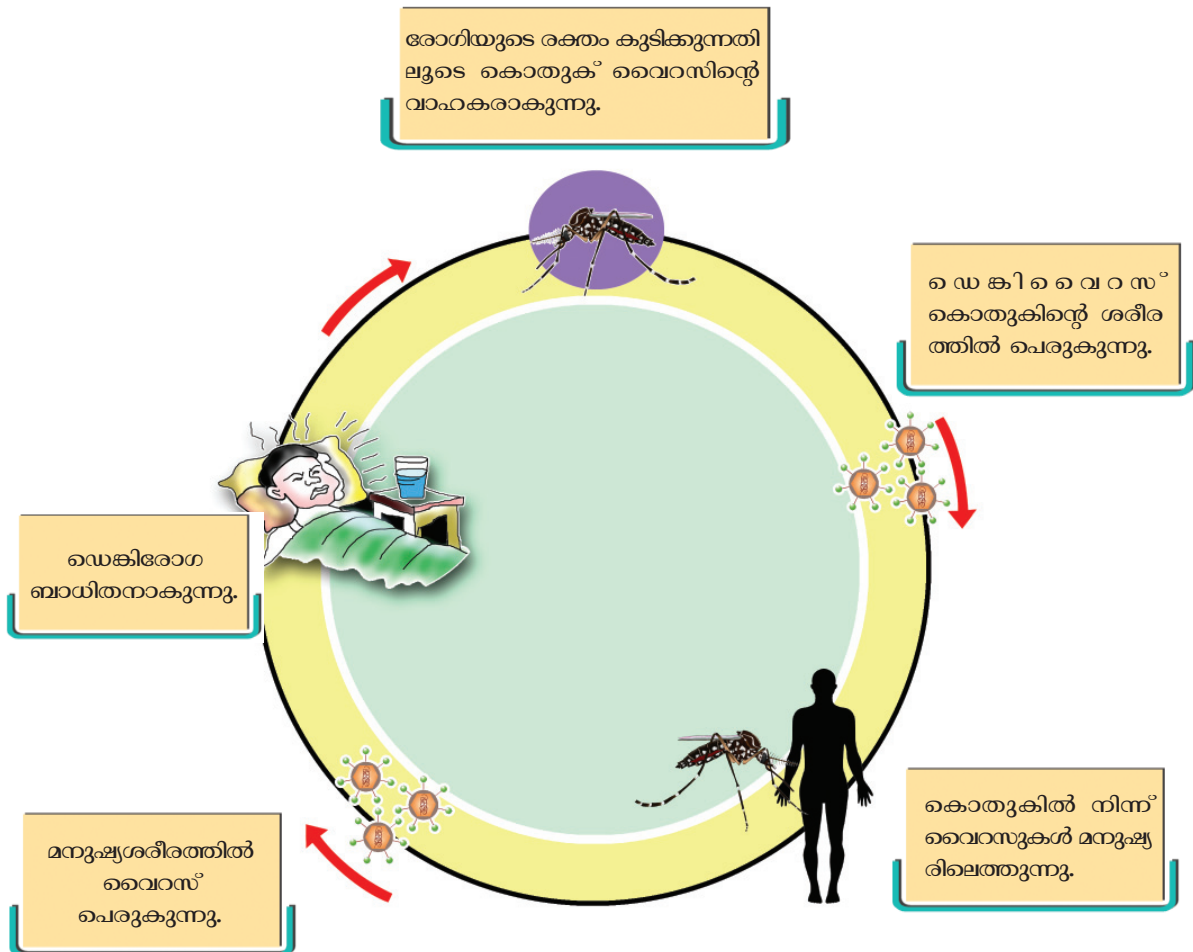 രോഗിയുടെ രക്തം കുടിക്കുന്നതി
ലൂടെ കൊതുക് വൈറസിന്റെ
വാഹകരാകുന്നു.
ഡെങ്കിവൈറസ്
കൊതുകിന്റെ ശരീര
ത്തിൽ പെരുകുന്നു.
കൊതുകിൽ നിന്ന്
വൈറസുകൾ മനുഷ്യ
രിലെത്തുന്നു.
മനുഷ്യശരീരത്തിൽ
വൈറസ്
പെരുകുന്നു.
ഡെങ്കിരോഗ
ബാധിതനാകുന്നു.